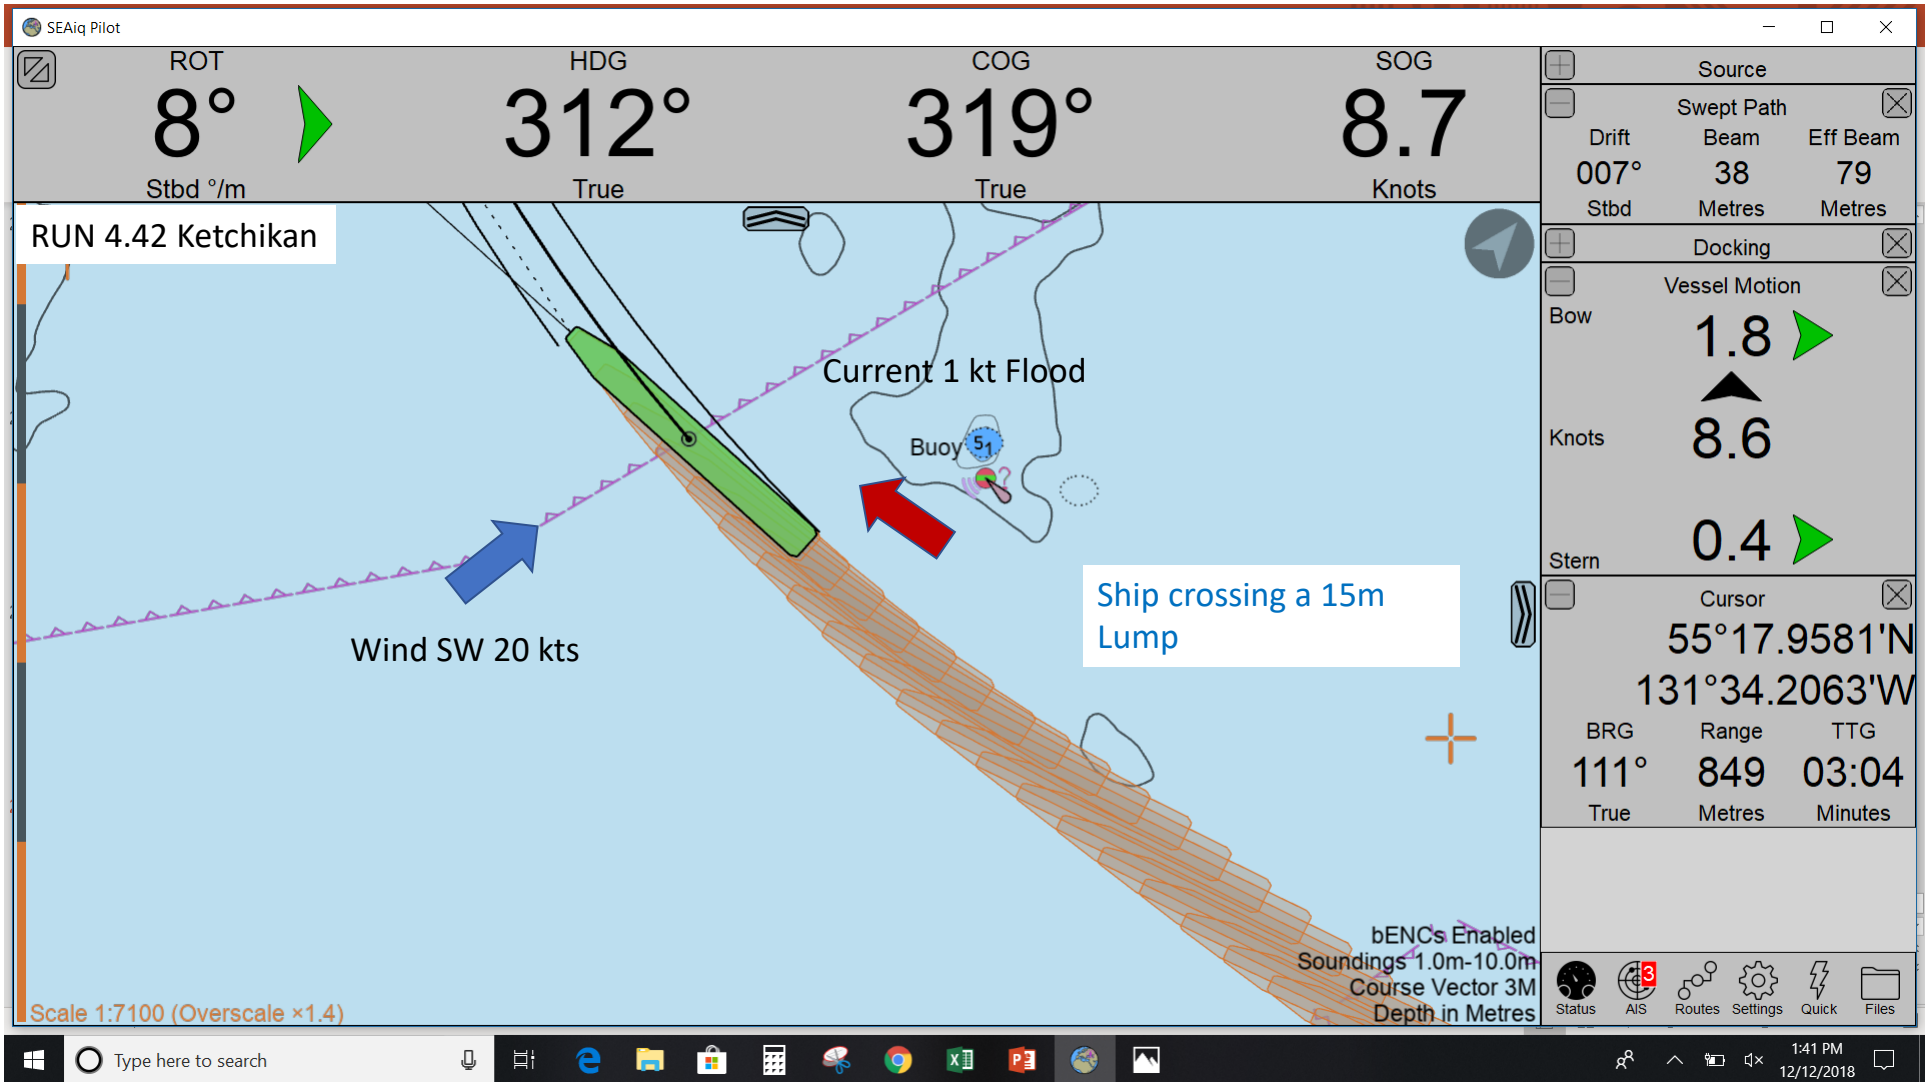 SEAiq Pilot
ROT
HDG
COG
SOG
8°
312°
319°
8.7
Stbd °/m
True
True
Knots
RUN 4.42 Ketchikan
Current 1 kt Flood
Buoy
5₁
?
Wind SW 20 kts
Ship crossing a 15m
Lump
bENCs Enabled
Soundings 1.0m-10.0m
Course Vector 3M
Depth in Metres
Scale 1:7100 (Overscale ×1.4)
Source
Swept Path
Drift Beam Eff Beam
007° 38 79
Stbd Metres Metres
Docking
Vessel Motion
Bow
1.8
Knots
8.6
Stern
0.4
Cursor
55°17.9581'N
131°34.2063'W
BRG Range TTG
111° 849 03:04
True Metres Minutes
3
Status AIS Routes Settings Quick Files
Type here to search
1:41 PM
12/12/2018